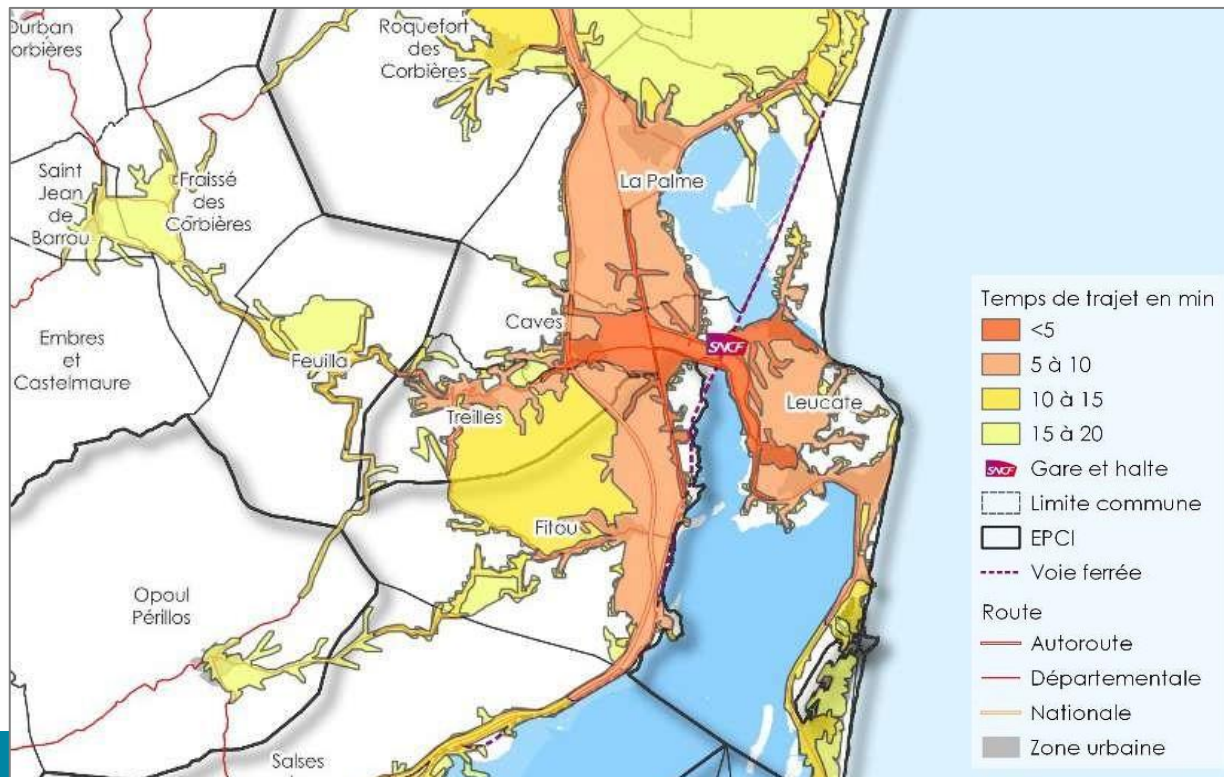 Durban
Corbières
Roquefort
des
Corbières
La Palme
Saint
Jean
de
Barrou
Fraissé
des
Corbières
Embres
et
Castelmaure
Feuilla
Caves
SNCF
Treilles
Leucate
Fitou
Opoul
Périllos
Salses
Temps de trajet en min
<5
5 à 10
10 à 15
15 à 20
SNCF Gare et halte
Limite commune
EPCI
Voie ferrée
Route
Autoroute
Départementale
Nationale
Zone urbaine